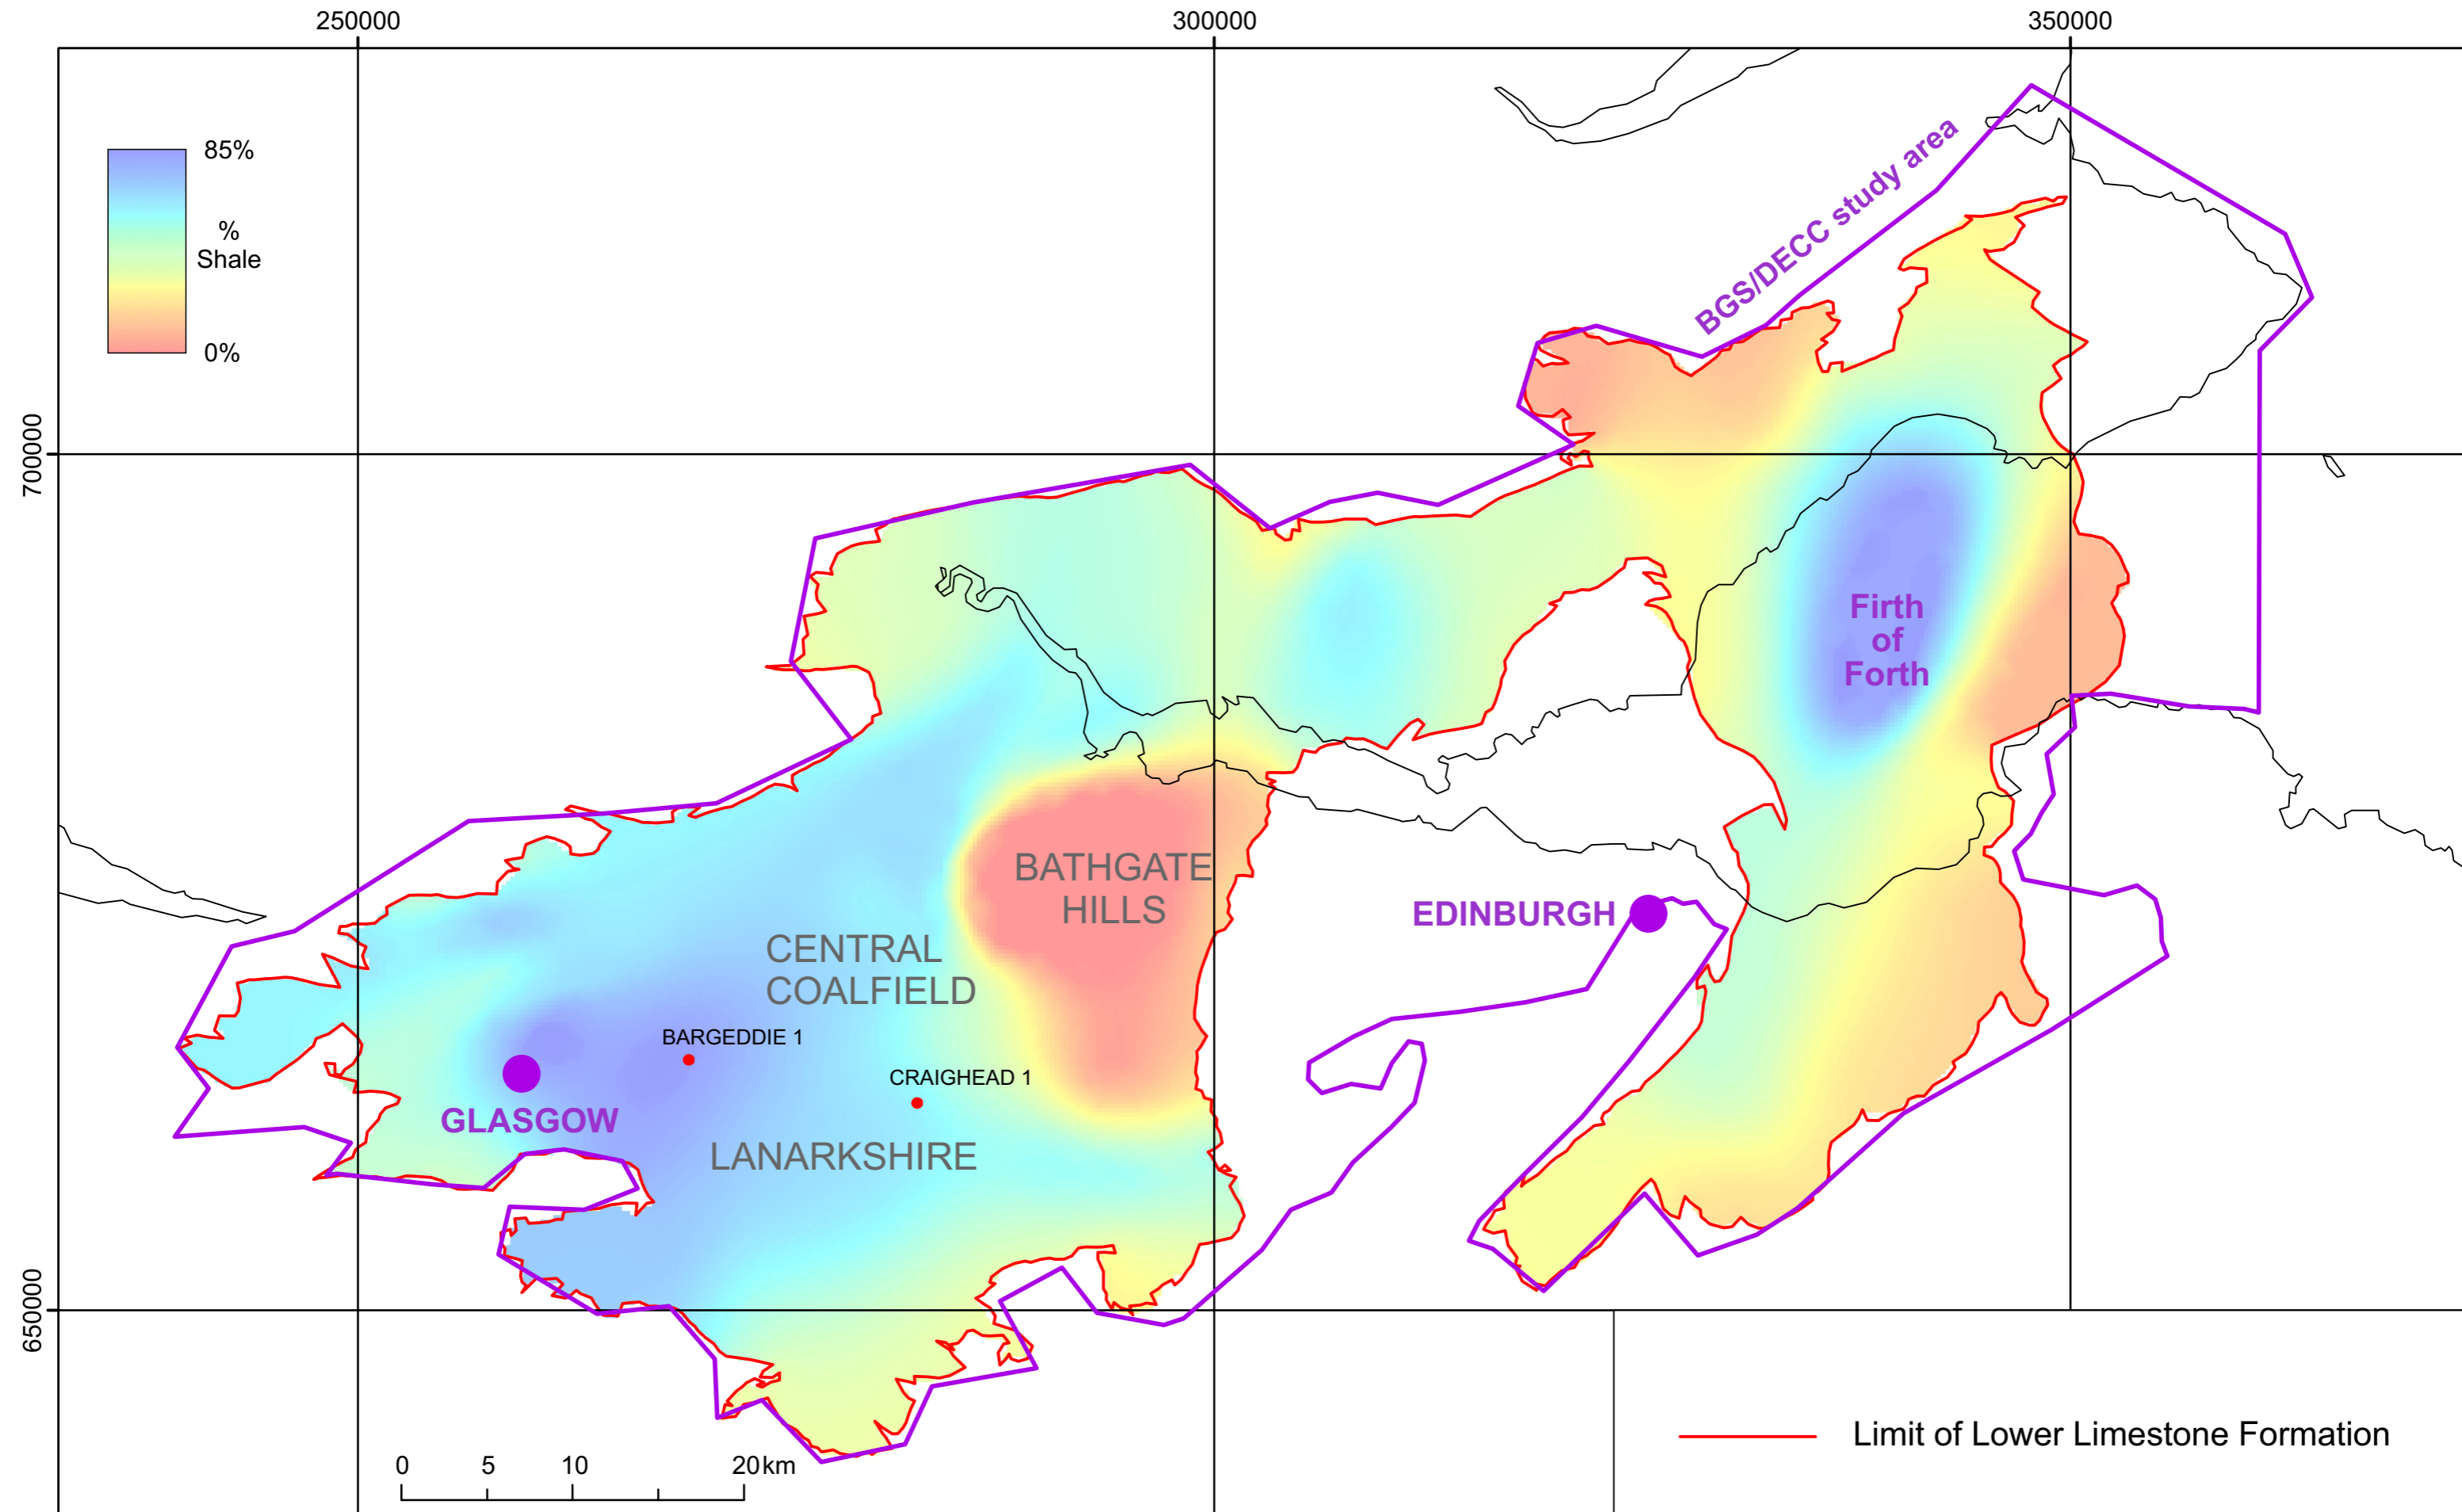 250000
300000
350000
85%
%
Shale
0%
BGS/DECC study area
700000
Firth
of
Forth
BATHGATE
HILLS
EDINBURGH
CENTRAL
COALFIELD
BARGEDDIE 1
CRAIGHEAD 1
GLASGOW
LANARKSHIRE
650000
0 5 10 20km
Limit of Lower Limestone Formation